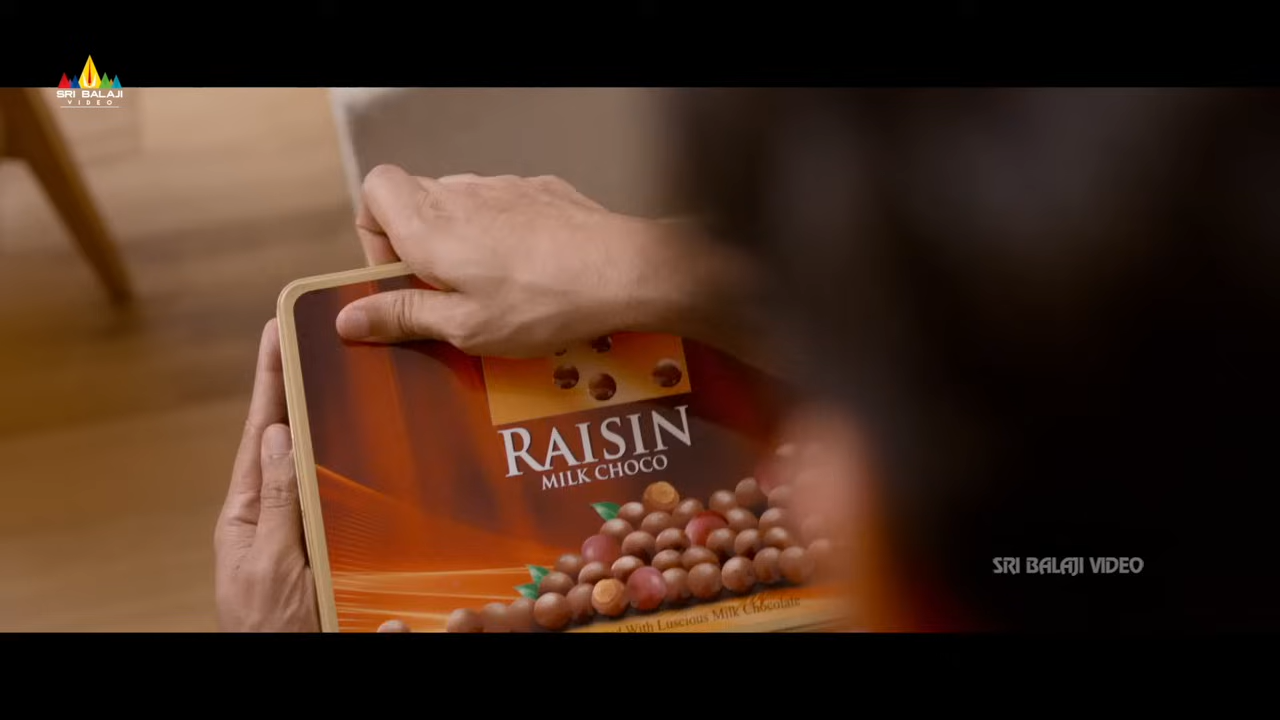 SRI BALAJI
VIDEO
RAISIN
MILK CHOCO
With Luscious Milk Chocolate
SRI BALAJI VIDEO